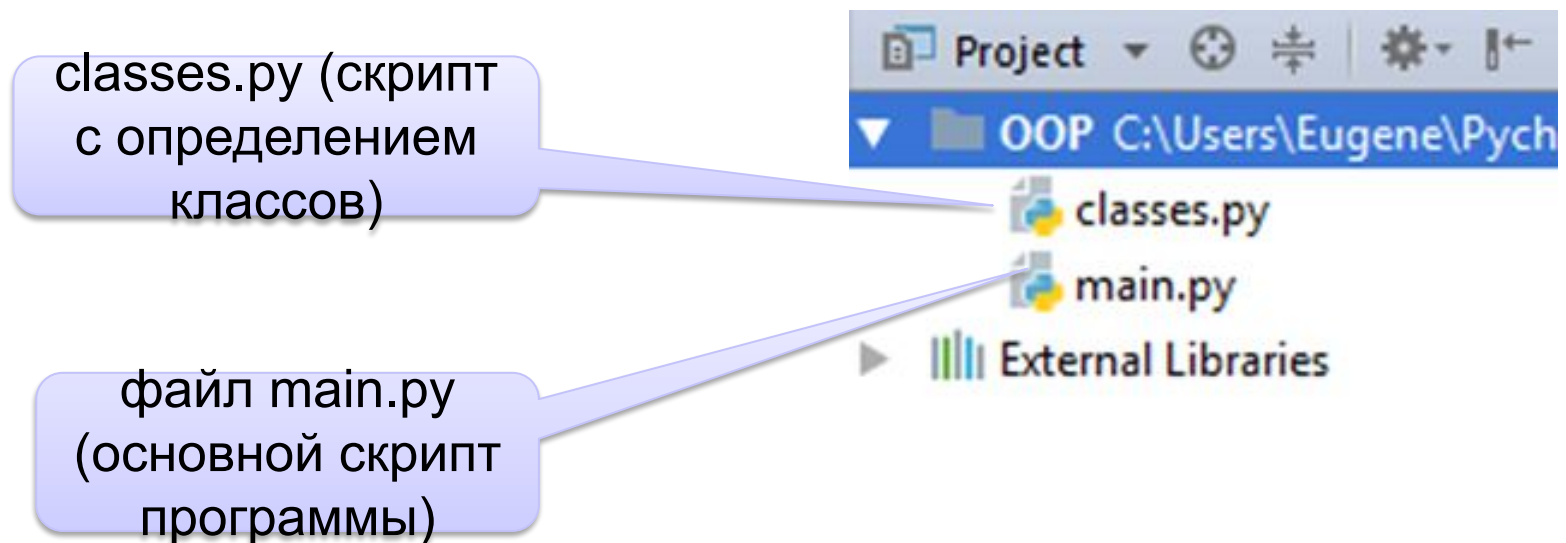 classes.py (скрипт
с определением
классов)
файл main.py
(основной скрипт
программы)
Project
OOP C:\Users\Eugene\Pych
classes.py
main.py
External Libraries